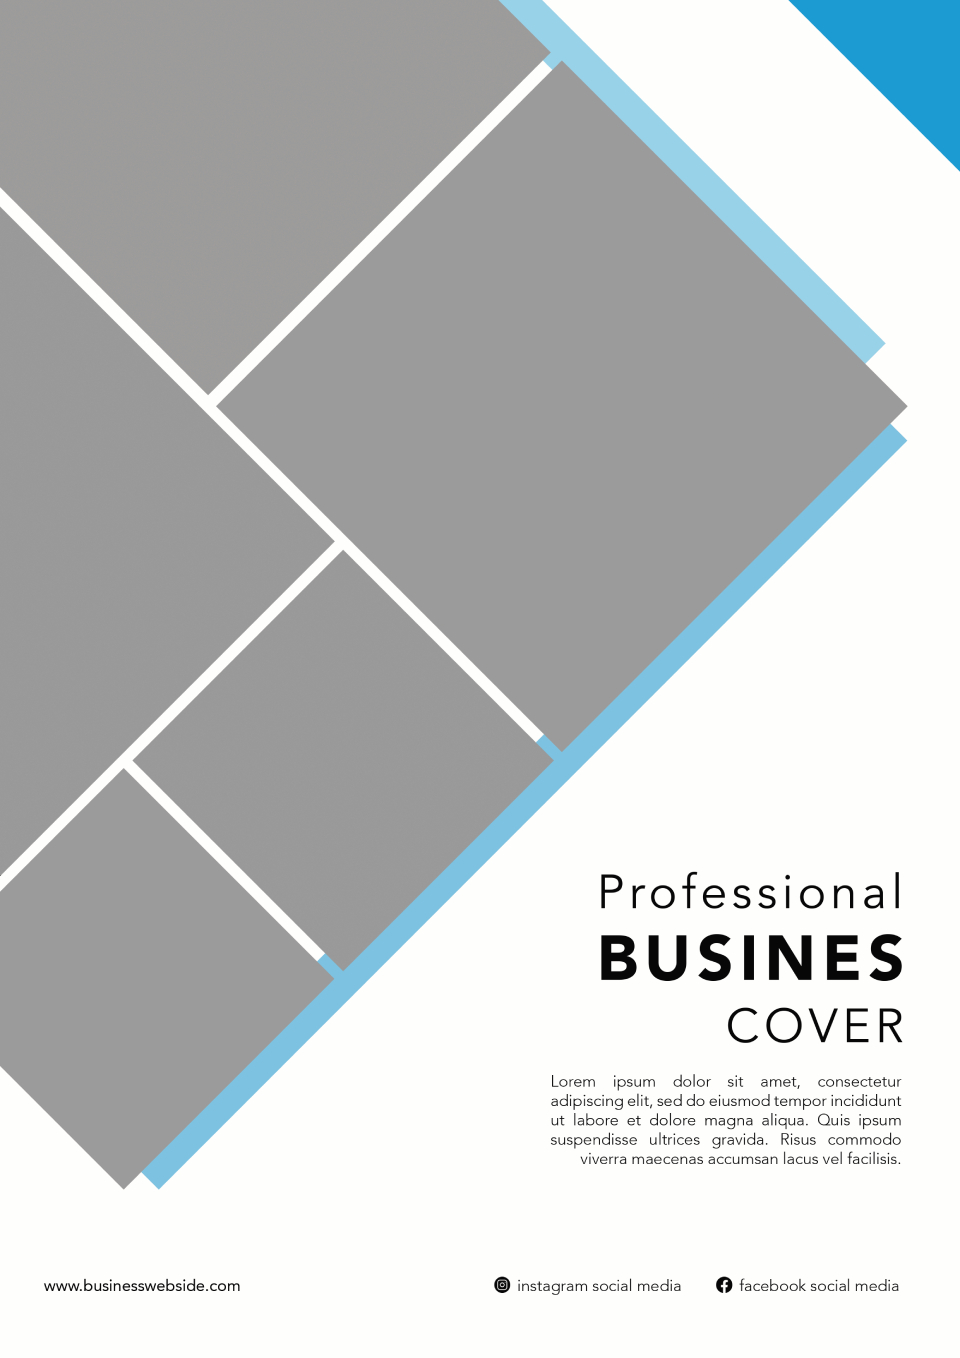 Professional
BUSINES
COVER
Lorem ipsum dolor sit amet, consectetur
adipiscing elit, sed do eiusmod tempor incididunt
ut labore et dolore magna aliqua. Quis ipsum
suspendisse ultrices gravida. Risus commodo
viverra maecenas accumsan lacus vel facilisis.
www.businesswebside.com
instagram social media
facebook social media